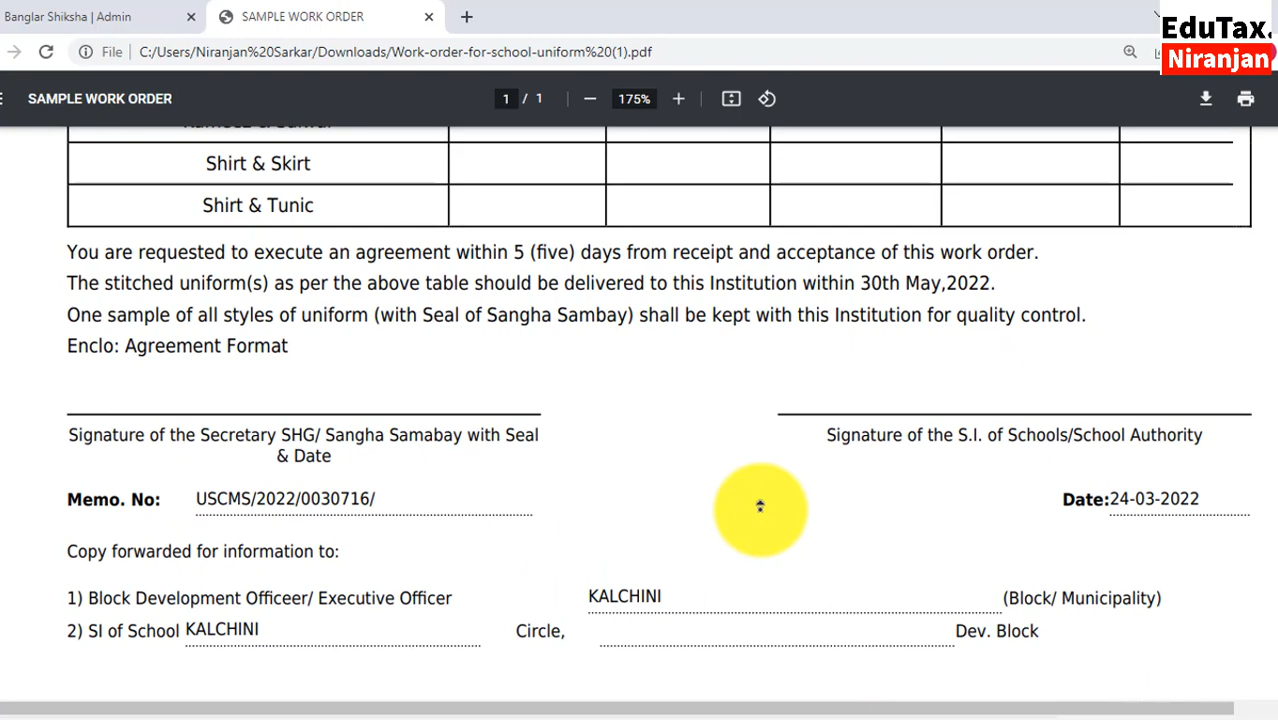 Banglar Shiksha | Admin
SAMPLE WORK ORDER
EduTax.
Niranjan
File
C:/Users/Niranjan%20Sarkar/Downloads/Work-order-for-school-uniform%20(1).pdf
SAMPLE WORK ORDER
1 / 1
175%
Shirt & Skirt
Shirt & Tunic
You are requested to execute an agreement within 5 (five) days from receipt and acceptance of this work order.
The stitched uniform(s) as per the above table should be delivered to this Institution within 30th May,2022.
One sample of all styles of uniform (with Seal of Sangha Sambay) shall be kept with this Institution for quality control.
Enclo: Agreement Format
Signature of the Secretary SHG/ Sangha Samabay with Seal
& Date
Signature of the S.I. of Schools/School Authority
Memo. No: USCMS/2022/0030716/
Date:24-03-2022
Copy forwarded for information to:
1) Block Development Officeer/ Executive Officer KALCHINI (Block/ Municipality)
2) SI of School KALCHINI Circle, Dev. Block